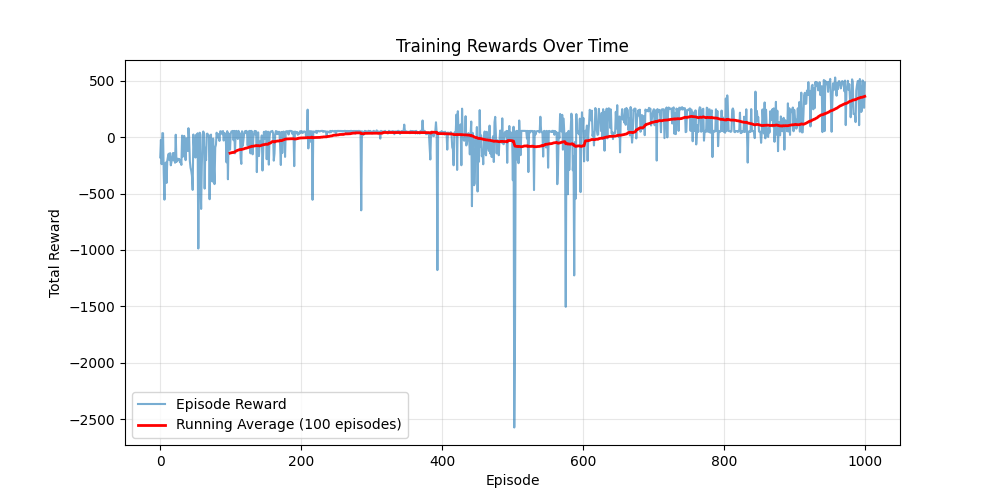 Training Rewards Over Time
Total Reward
500
0
−500
−1000
−1500
−2000
−2500
Episode Reward
Running Average (100 episodes)
0 200 400 600 800 1000
Episode